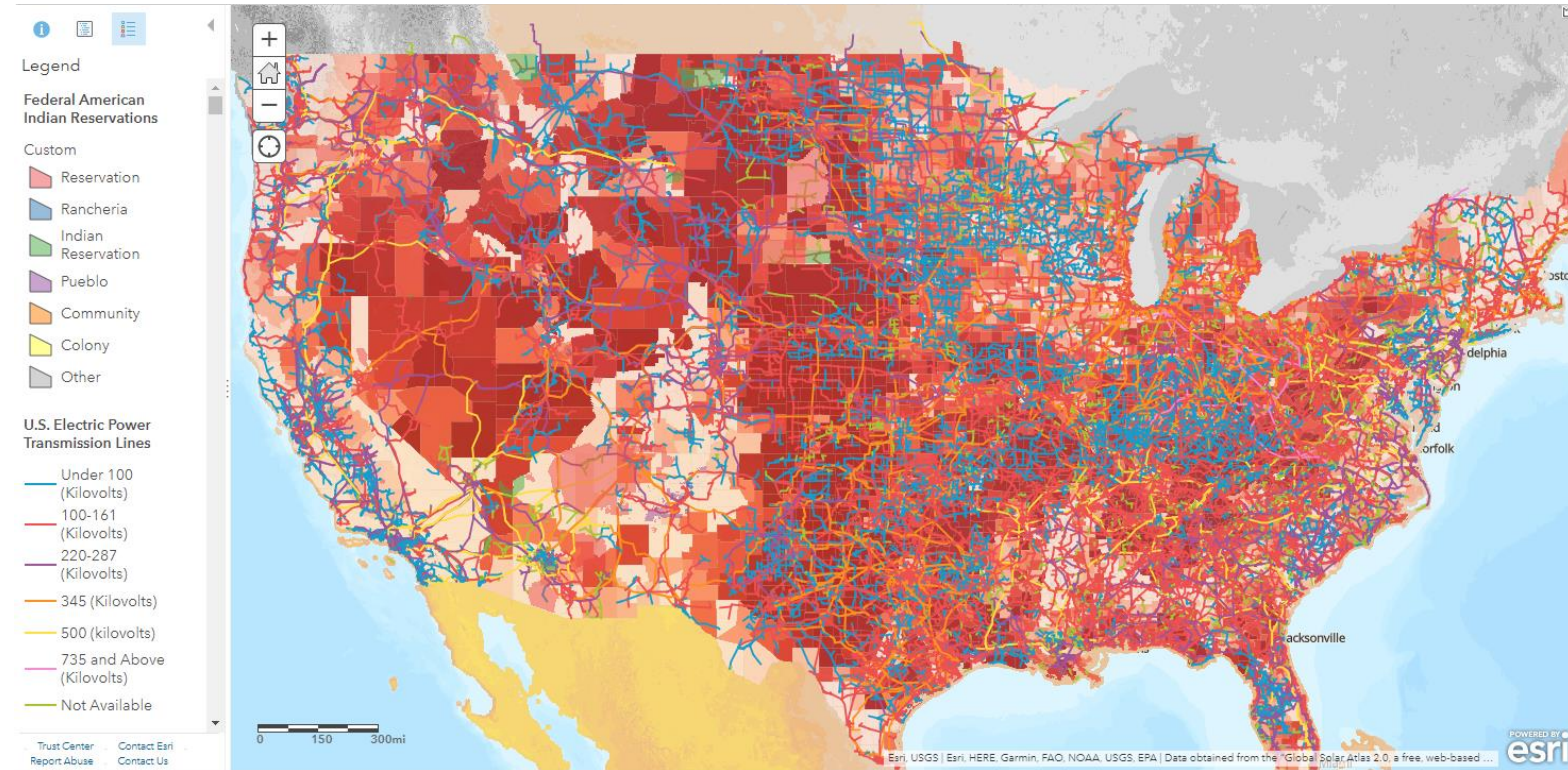 Legend
Federal American
Indian Reservations
Custom
Reservation
Rancheria
Indian
Reservation
Pueblo
Community
Colony
Other
U.S. Electric Power
Transmission Lines
Under 100
(Kilovolts)
100-161
(Kilovolts)
220-287
(Kilovolts)
345 (Kilovolts)
500 (kilovolts)
735 and Above
(Kilovolts)
Not Available
Trust Center
Contact Esri
Report Abuse
Contact Us
+
−
delphia
orfolk
acksonville
0 150 300mi
Esri, USGS | Esri, HERE, Garmin, FAO, NOAA, USGS, EPA | Data obtained from the "Global Solar Atlas 2.0, a free, web-based ...
POWERED BY
esri